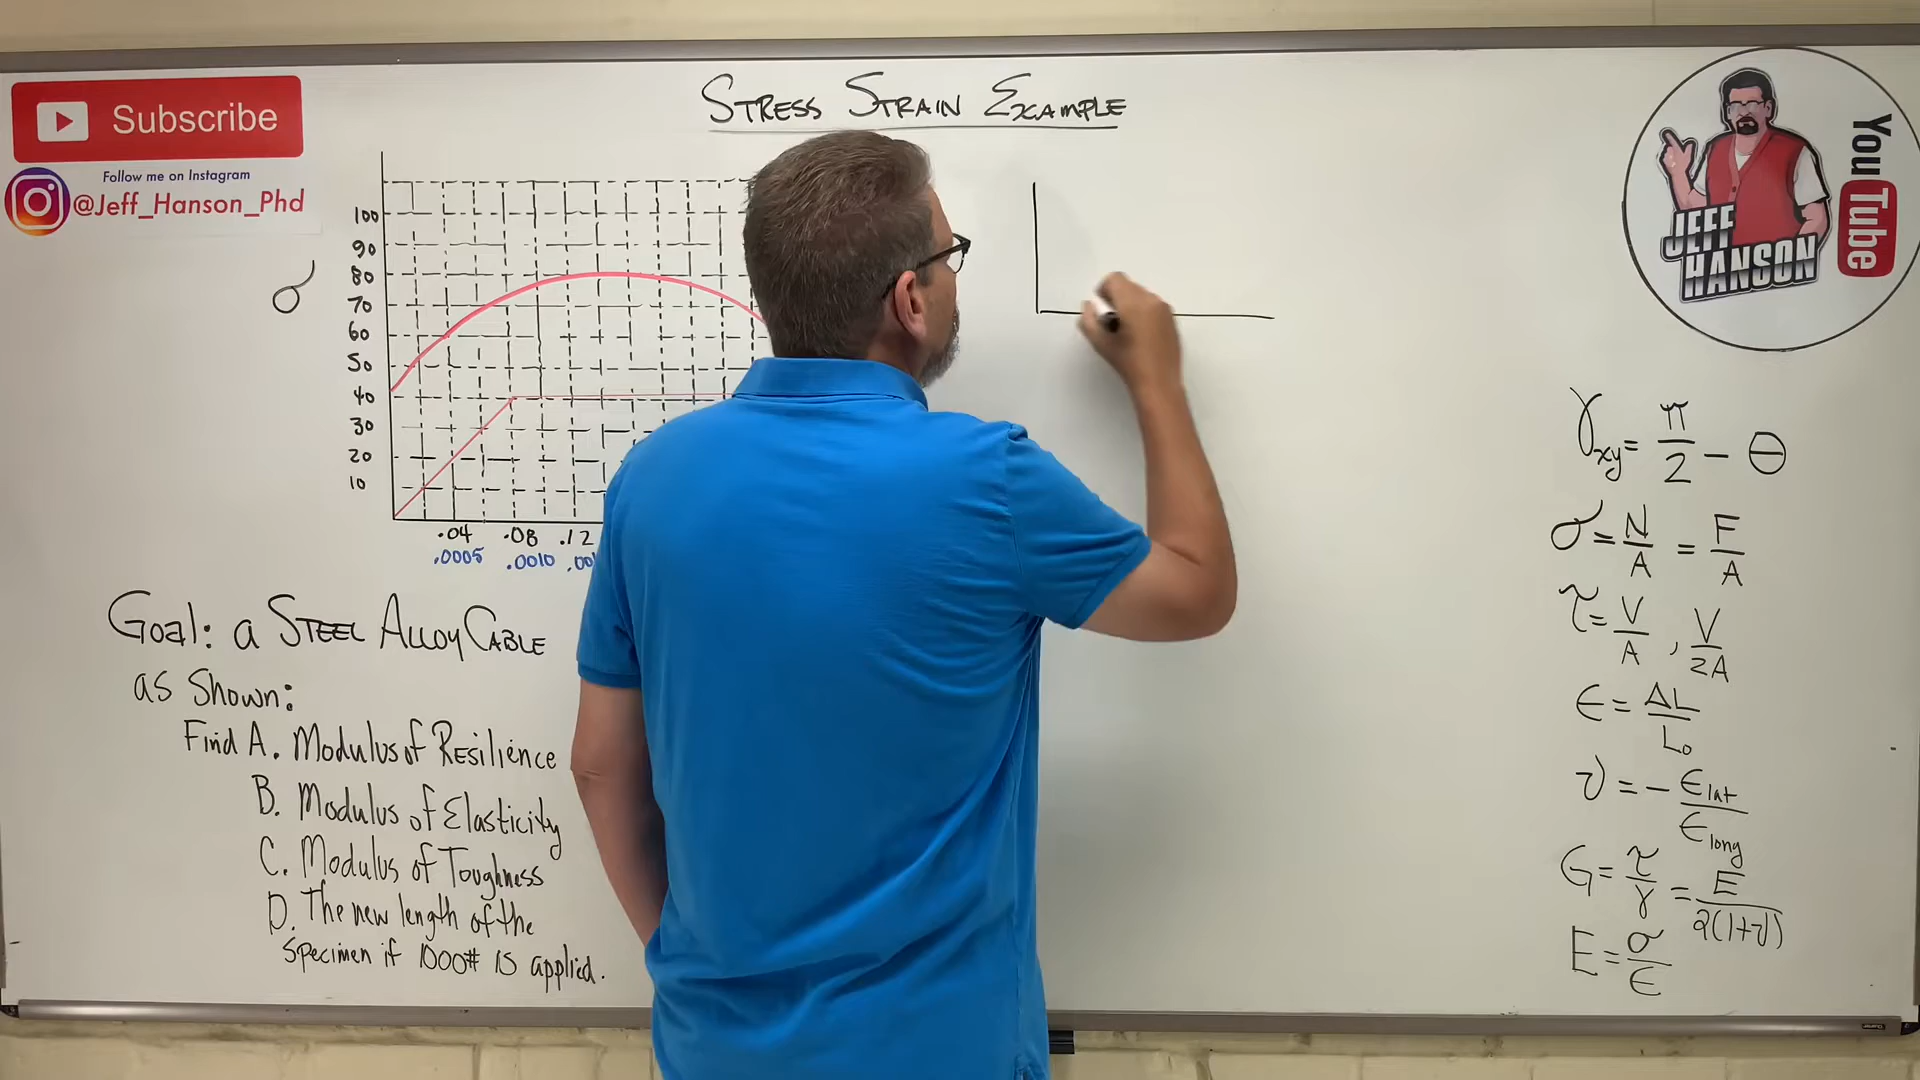 Subscribe
Follow me on Instagram
@Jeff_Hanson_Phd
STRESS STRAIN EXAMPLE
YouTube
JEFF
HANSON
σ
100
90
80
70
60
50
40
30
20
10
.04 .08 .12
.0005 .0010 .00
Goal: a STEEL Alloy CABLE
as Shown:
Find A. Modulus of Resilience
B. Modulus of Elasticity
C. Modulus of Toughness
D. The new length of the
specimen if 1000# is applied.
γxy = π/2 - Θ
σ = N/A = F/A
τ = V/A , V/2A
ϵ = ΔL/L₀
ν = - ϵlat/ϵlong
G = τ/γ = E/2(1+ν)
E = σ/ϵ